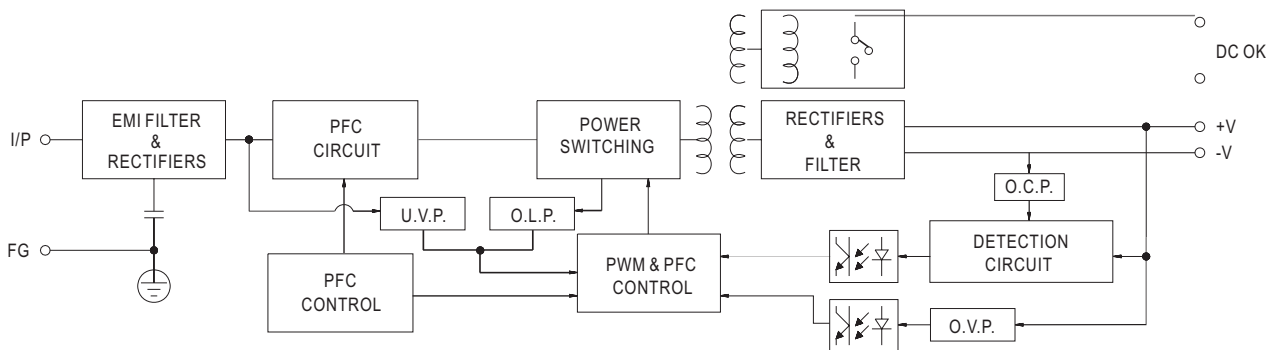 DC OK
I/P
EMI FILTER
&
RECTIFIERS
PFC
CIRCUIT
POWER
SWITCHING
RECTIFIERS
&
FILTER
+V
-V
O.C.P.
U.V.P.
O.L.P.
FG
PFC
CONTROL
PWM & PFC
CONTROL
DETECTION
CIRCUIT
O.V.P.